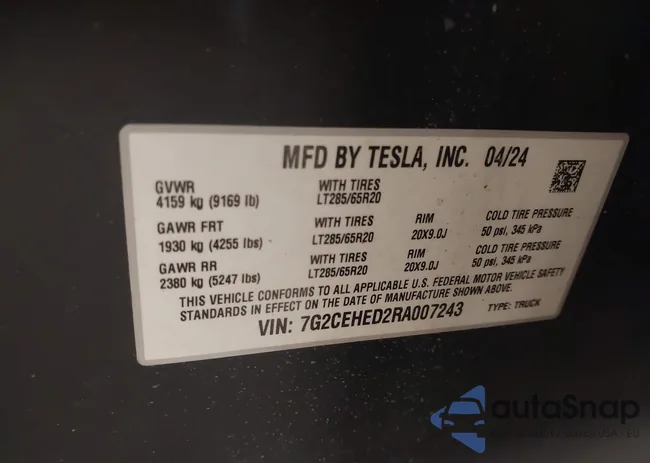 MFD BY TESLA, INC. 04/24
GVWR WITH TIRES
4159 kg (9169 lb) LT285/65R20
GAWR FRT WITH TIRES RIM COLD TIRE PRESSURE
1930 kg (4255 lbs) LT285/65R20 20X9.0J 50 psi, 345 kPa
GAWR RR WITH TIRES RIM COLD TIRE PRESSURE
2380 kg (5247 lbs) LT285/65R20 20X9.0J 50 psi, 345 kPa
THIS VEHICLE CONFORMS TO ALL APPLICABLE U.S. FEDERAL MOTOR VEHICLE SAFETY
STANDARDS IN EFFECT ON THE DATE OF MANUFACTURE SHOWN ABOVE.
VIN: 7G2CEHED2RA007243 TYPE: TRUCK
autoSnap
USA / EU